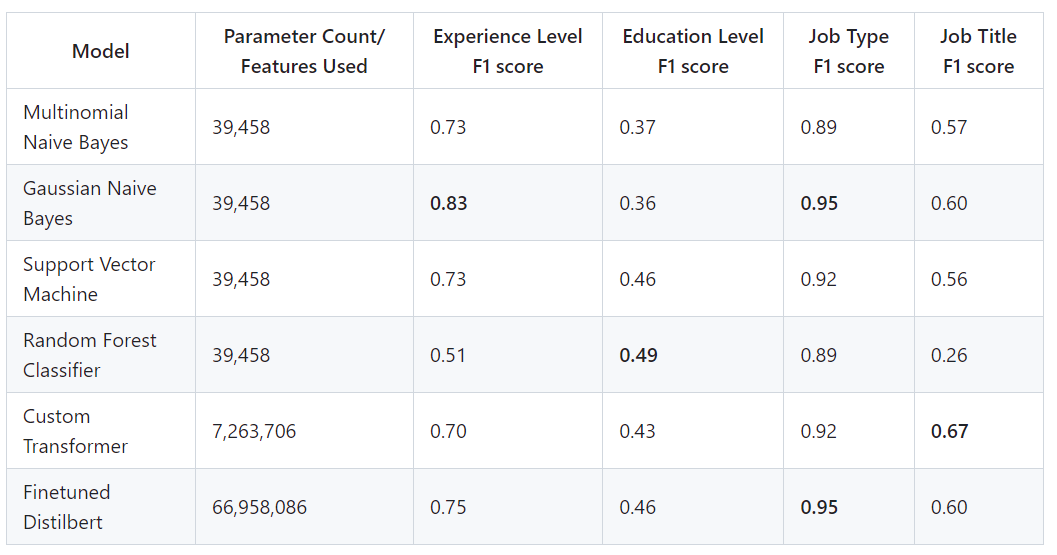 Model
Parameter Count/
Features Used
Experience Level
F1 score
Education Level
F1 score
Job Type
F1 score
Job Title
F1 score
Multinomial
Naive Bayes
39,458
0.73
0.37
0.89
0.57
Gaussian Naive
Bayes
39,458
0.83
0.36
0.95
0.60
Support Vector
Machine
39,458
0.73
0.46
0.92
0.56
Random Forest
Classifier
39,458
0.51
0.49
0.89
0.26
Custom
Transformer
7,263,706
0.70
0.43
0.92
0.67
Finetuned
Distilbert
66,958,086
0.75
0.46
0.95
0.60